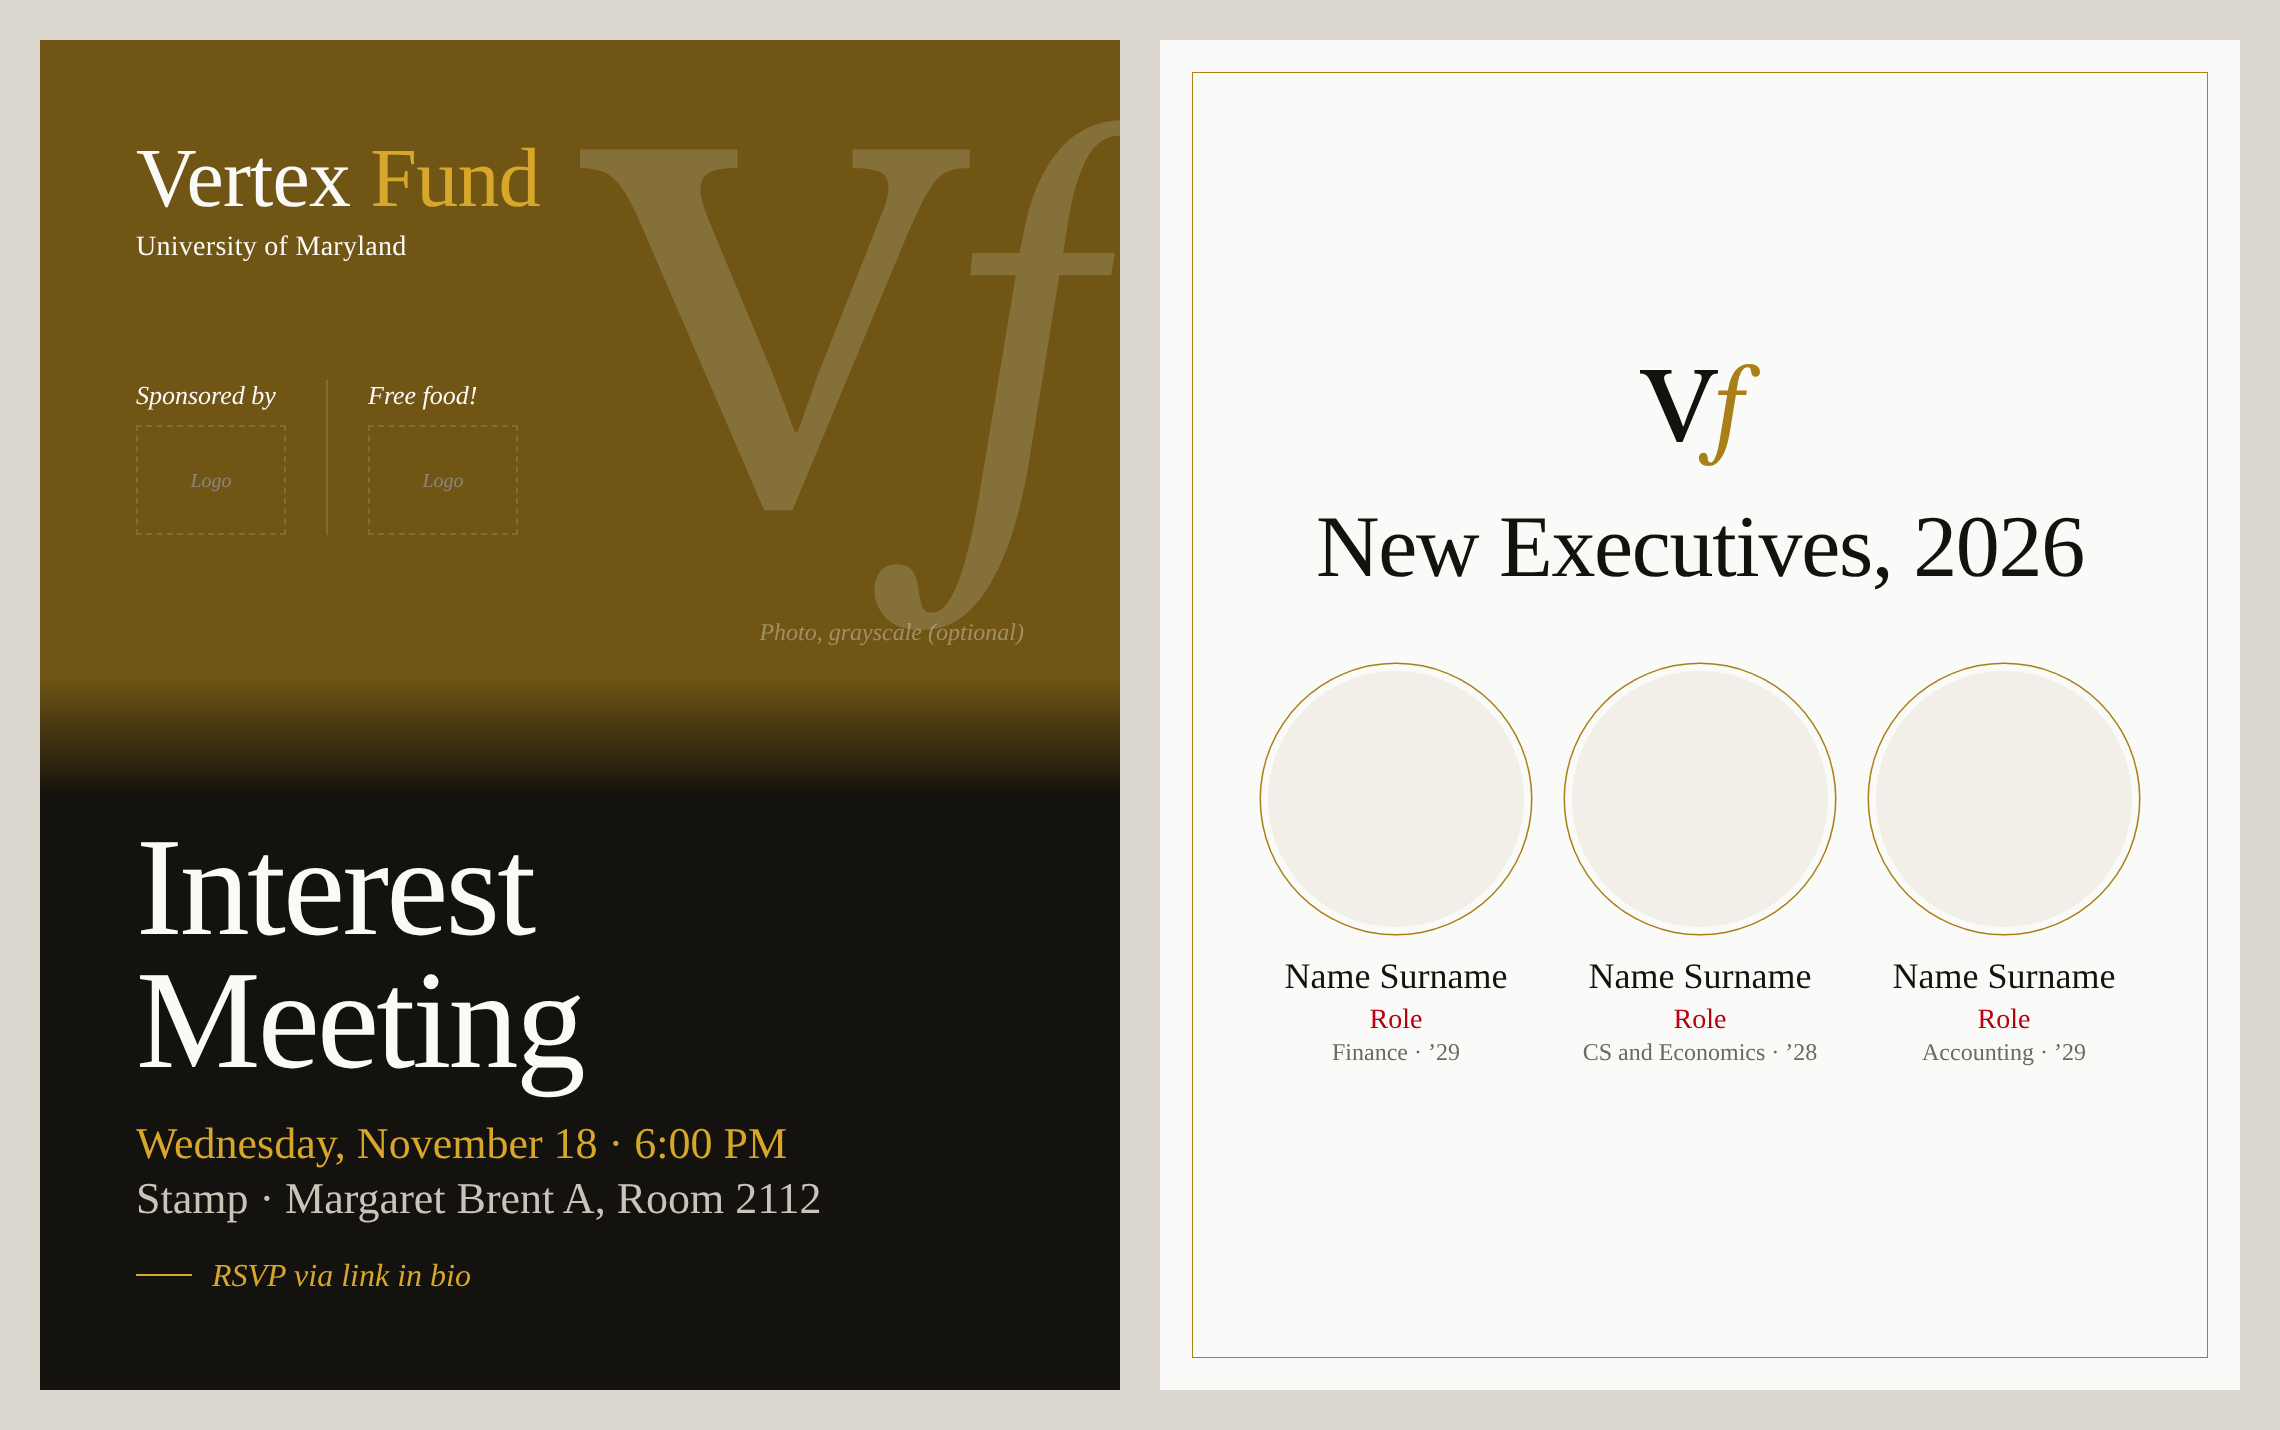 Vertex Fund
University of Maryland
Vf
Sponsored by
Free food!
Logo
Logo
Photo, grayscale (optional)
Interest
Meeting
Wednesday, November 18 · 6:00 PM
Stamp · Margaret Brent A, Room 2112
RSVP via link in bio
Vf
New Executives, 2026
Name Surname
Role
Finance · ’29
Name Surname
Role
CS and Economics · ’28
Name Surname
Role
Accounting · ’29